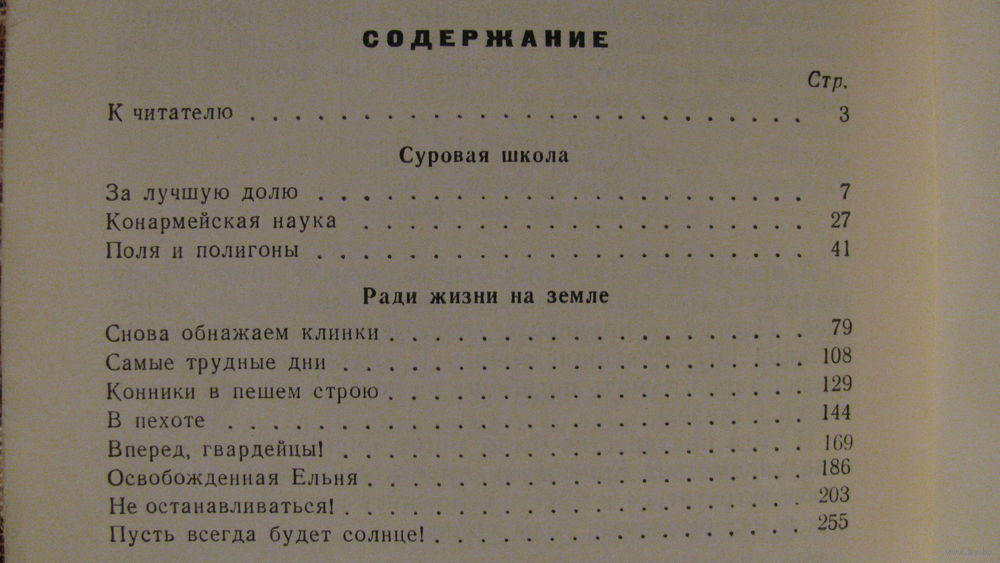 СОДЕРЖАНИЕ
Стр.
К читателю . . . . . . . . . . . . . . . . . . . 3
Суровая школа
За лучшую долю . . . . . . . . . . . . . . . . . 7
Конармейская наука . . . . . . . . . . . . . . . 27
Поля и полигоны . . . . . . . . . . . . . . . . . 41
Ради жизни на земле
Снова обнажаем клинки . . . . . . . . . . . . . . 79
Самые трудные дни . . . . . . . . . . . . . . . . 108
Конники в пешем строю . . . . . . . . . . . . . . 129
В пехоте . . . . . . . . . . . . . . . . . . . . 144
Вперед, гвардейцы! . . . . . . . . . . . . . . . . 169
Освобожденная Ельня . . . . . . . . . . . . . . . 186
Не останавливаться! . . . . . . . . . . . . . . . 203
Пусть всегда будет солнце! . . . . . . . . . . . . 255